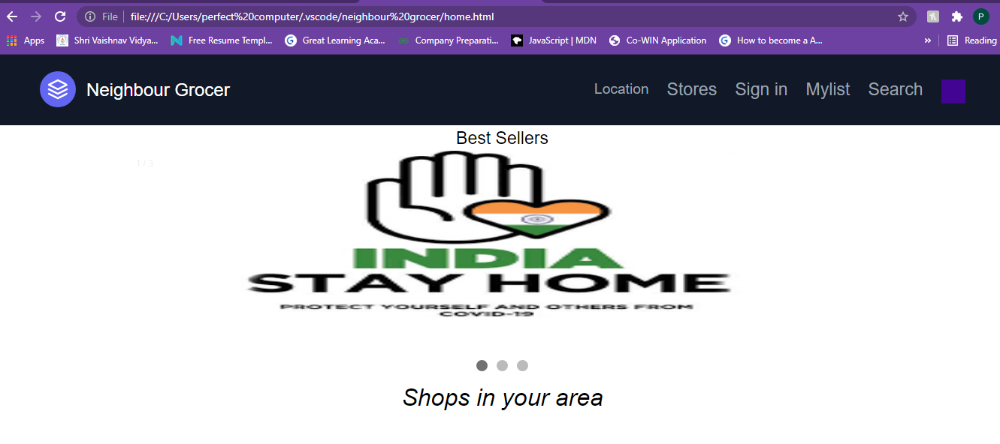 File file:///C:/Users/perfect%20computer/.vscode/neighbour%20grocer/home.html P
Apps Shri Vaishnav Vidya... Free Resume Templ... Great Learning Aca... Company Preparati... JavaScript | MDN Co-WIN Application How to become a A... » Reading
Neighbour Grocer Location Stores Sign in Mylist Search
Best Sellers
1 / 3
INDIA
STAY HOME
PROTECT YOURSELF AND OTHERS FROM
COVID-19
Shops in your area